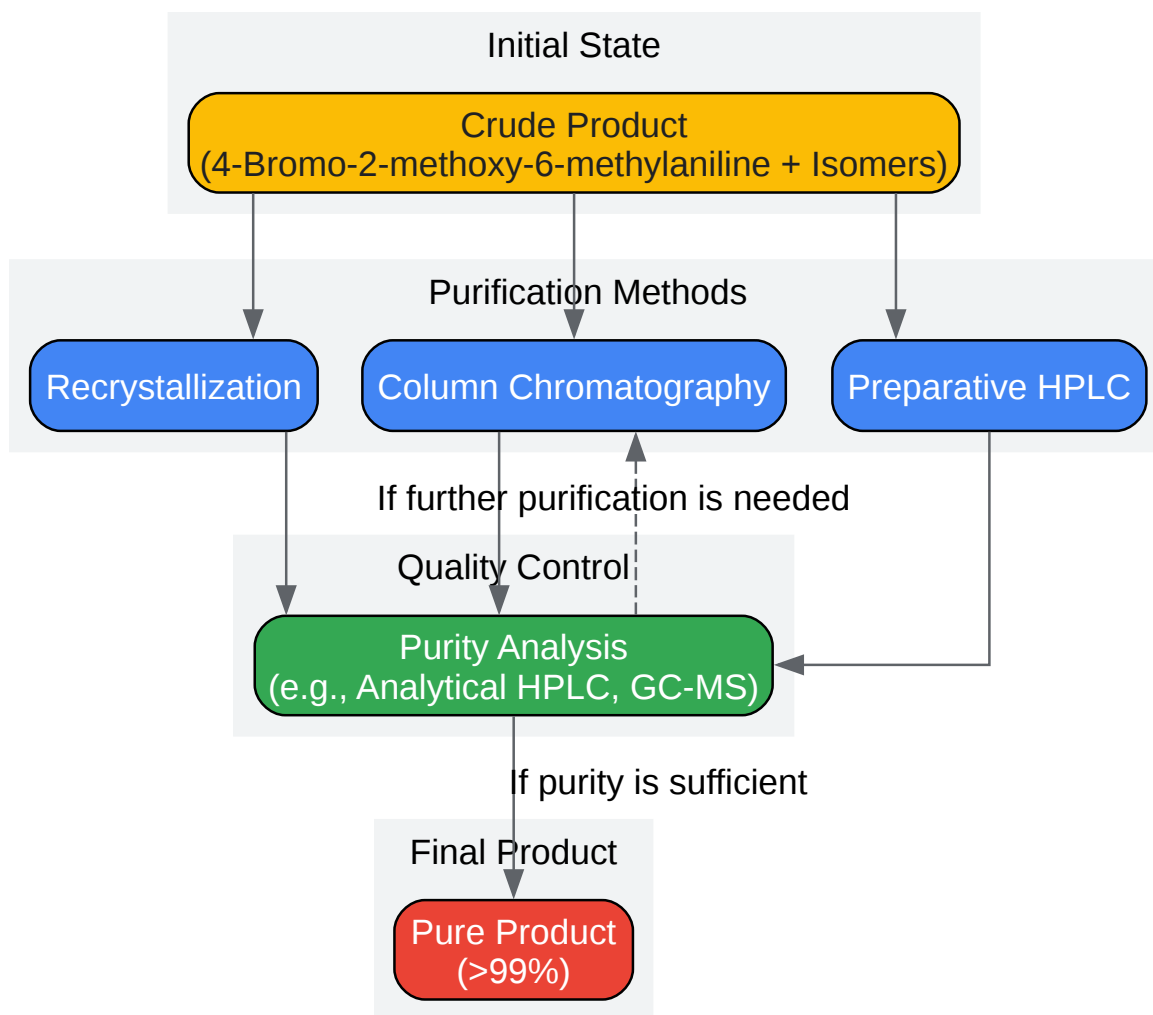 Initial State
Crude Product
(4-Bromo-2-methoxy-6-methylaniline + Isomers)
Purification Methods
Recrystallization
Column Chromatography
Preparative HPLC
If further purification is needed
Quality Control
Purity Analysis
(e.g., Analytical HPLC, GC-MS)
If purity is sufficient
Final Product
Pure Product
(>99%)